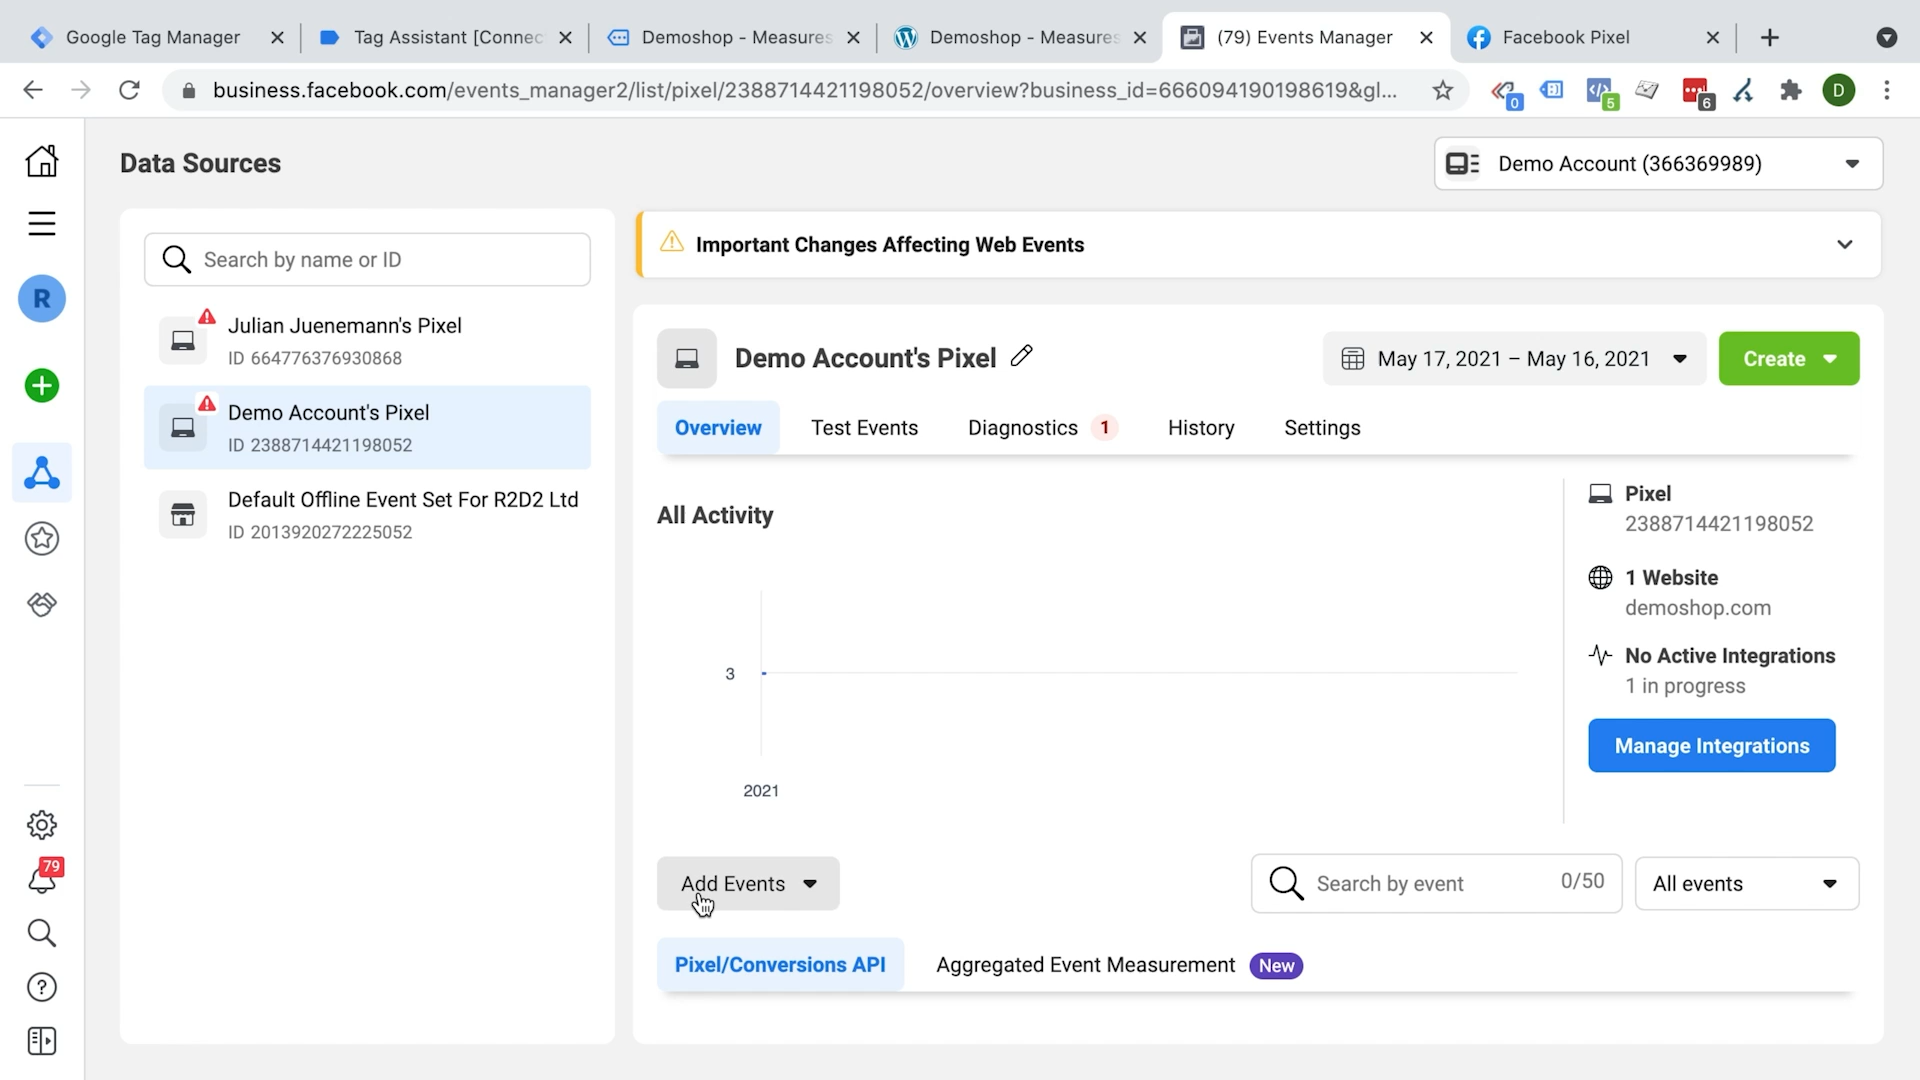 Google Tag Manager
Tag Assistant [Connec
Demoshop - Measures
Demoshop - Measures
(79) Events Manager
Facebook Pixel
business.facebook.com/events_manager2/list/pixel/2388714421198052/overview?business_id=666094190198619&gl...
0
5
6
D
Data Sources
Demo Account (366369989)
R
79
Search by name or ID
Julian Juenemann's Pixel
ID 664776376930868
Demo Account's Pixel
ID 2388714421198052
Default Offline Event Set For R2D2 Ltd
ID 2013920272225052
Important Changes Affecting Web Events
Demo Account's Pixel
May 17, 2021 – May 16, 2021
Create
Overview
Test Events
Diagnostics 1
History
Settings
All Activity
3
2021
Pixel
2388714421198052
1 Website
demoshop.com
No Active Integrations
1 in progress
Manage Integrations
Add Events
Search by event 0/50
All events
Pixel/Conversions API
Aggregated Event Measurement New